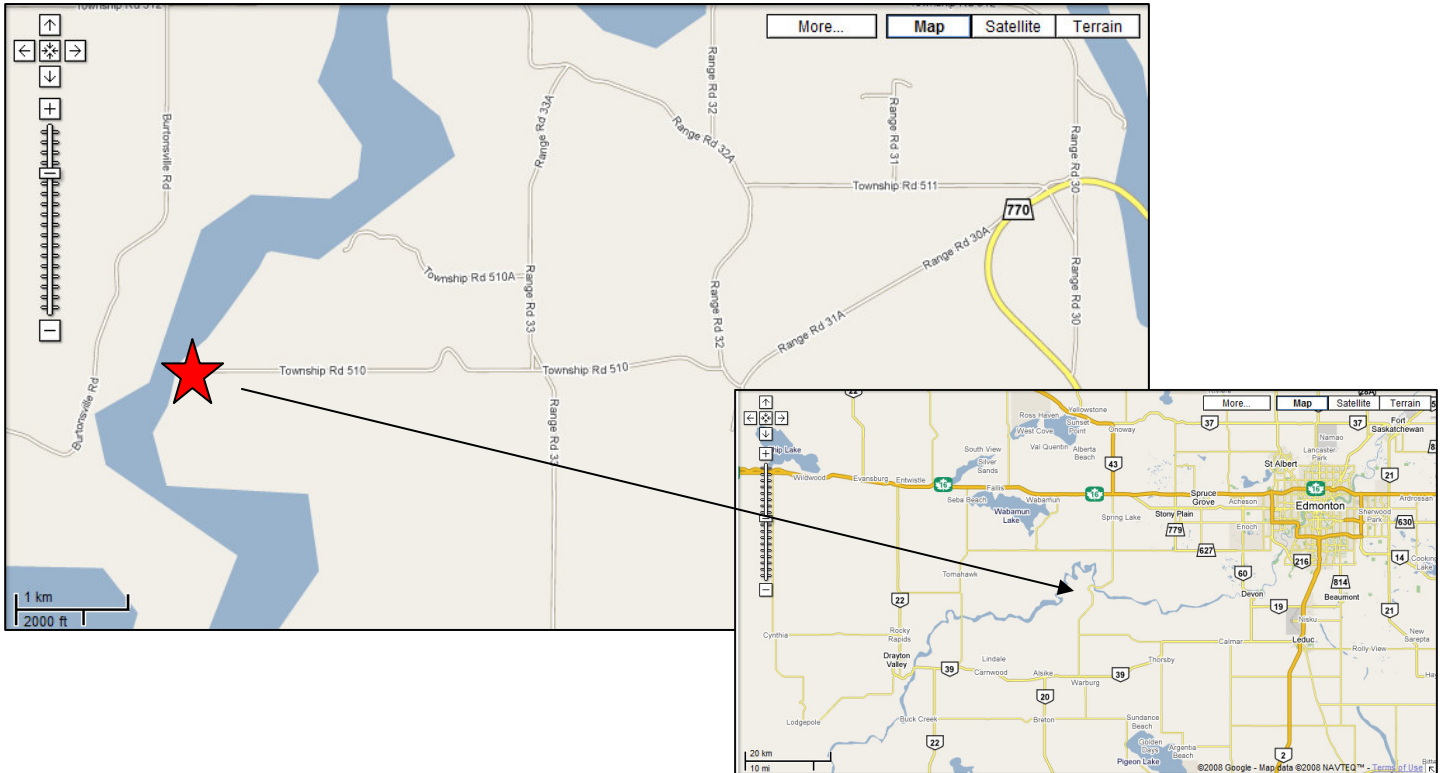 Township Rd 512
Township Rd 512
More...
Map
Satellite
Terrain
Burtonsville Rd
Range Rd 33A
Range Rd 32
Range Rd 32A
Range Rd 31
Range Rd 30
Township Rd 511
770
Range Rd 30A
Township Rd 510A
Range Rd 33
Range Rd 32
Range Rd 31A
Range Rd 30
Township Rd 510
Township Rd 510
Burtonsville Rd
Range Rd 33
1 km
2000 ft
22
More...
Map
Satellite
Terrain
Ross Haven
Yellowstone
Sunset
Point
West Cove
Val Quentin
Alberta
Beach
Onoway
37
37
Fort
Saskatchewan
Namao
Lancaster
Park
South View
Silver
Sands
43
St Albert
21
Wildwood
Evansburg
Entwistle
16
Fallis
Seba Beach
Wabamun
16
Wabamun
Lake
Spring Lake
Spruce
Grove
Acheson
Stony Plain
16
Edmonton
Ardrossan
Sherwood
Park
630
779
Enoch
627
216
14
Cooking
Lake
Tomahawk
60
Devon
814
Beaumont
22
19
21
Nisku
Cynthia
Rocky
Rapids
Drayton
Valley
Calmar
Leduc
New
Sarepta
Rolly View
39
Lindale
Carnwood
Alsike
39
Thorsby
Warburg
20
Lodgepole
Buck Creek
Breton
Sundance
Beach
22
Golden
Days
Argentia
Beach
Pigeon Lake
2
20 km
10 mi
©2008 Google - Map data ©2008 NAVTEQ™ - Terms of Use